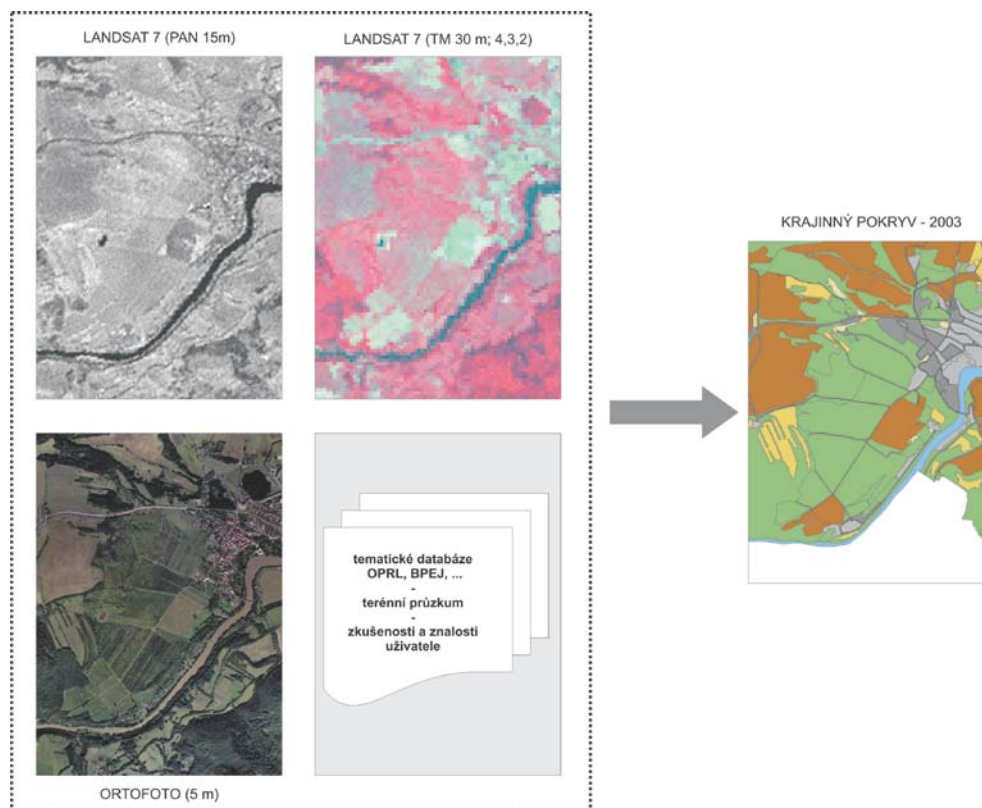 LANDSAT 7 (PAN 15m)
LANDSAT 7 (TM 30 m; 4,3,2)
KRAJINNÝ POKRYV - 2003
tematické databáze
OPRL, BPEJ, ...
-
terénní průzkum
-
zkušenosti a znalosti
uživatele
ORTOFOTO (5 m)